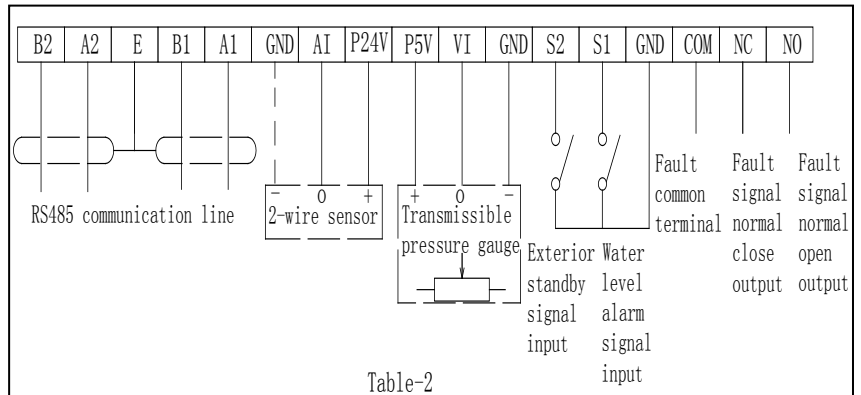 B2 A2 E B1 A1 GND AI P24V P5V VI GND S2 S1 GND COM NC NO
RS485 communication line
- 0 +
2-wire sensor
+ 0 -
Transmissible
pressure gauge
Exterior
standby
signal
input
Water
level
alarm
signal
input
Fault
common
terminal
Fault
signal
normal
close
output
Fault
signal
normal
open
output
Table-2